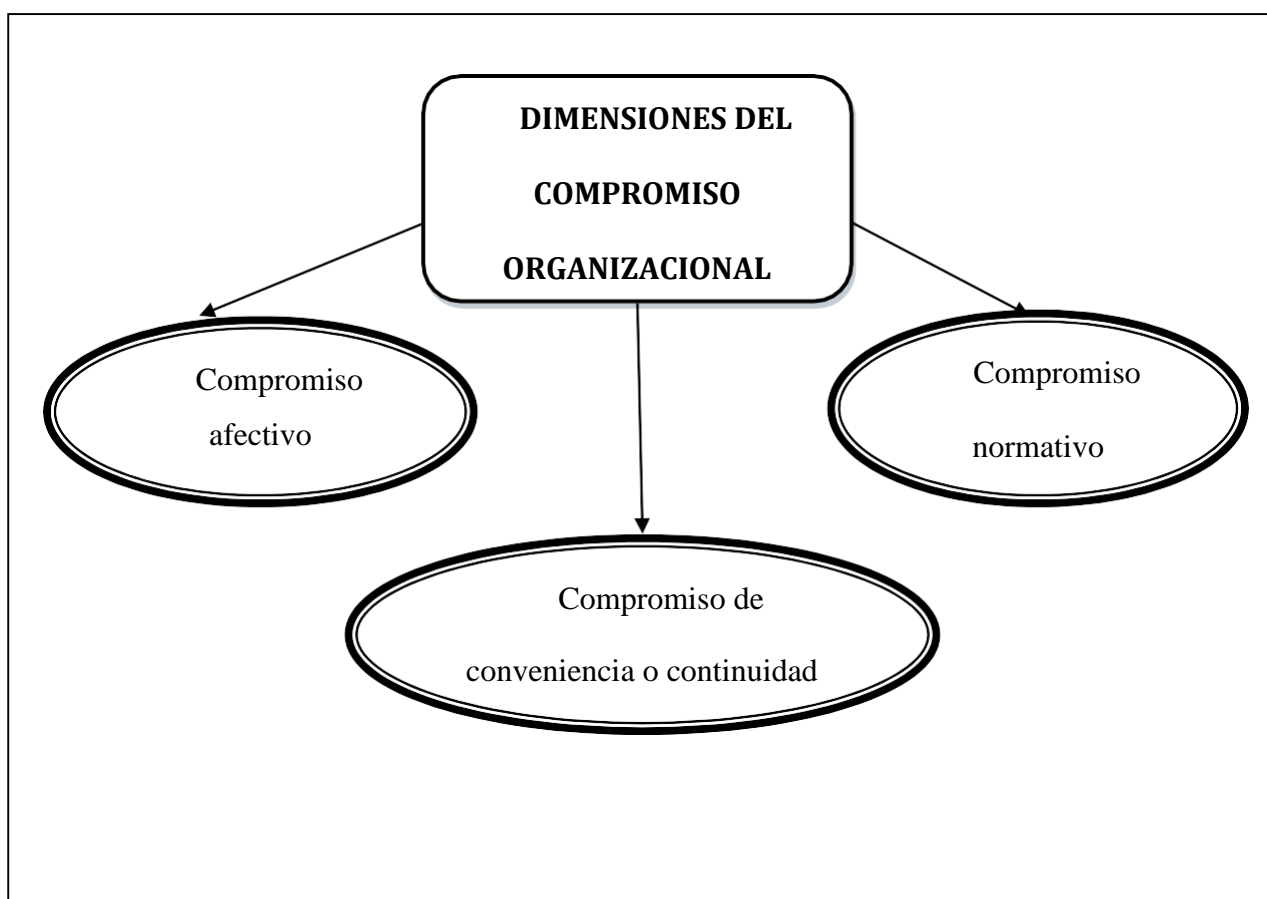 DIMENSIONES DEL
COMPROMISO
ORGANIZACIONAL
Compromiso
afectivo
Compromiso
normativo
Compromiso de
conveniencia o continuidad